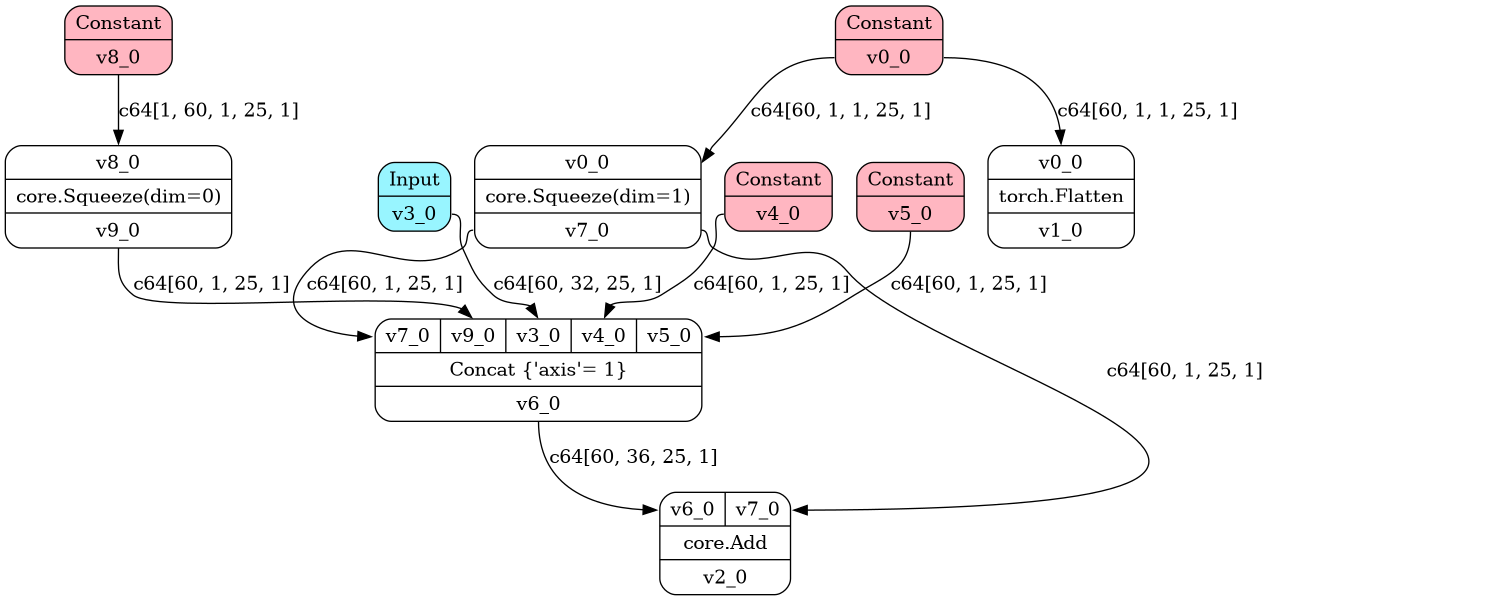 Constant
v8_0
Constant
v0_0
c64[1, 60, 1, 25, 1]
c64[60, 1, 1, 25, 1]
c64[60, 1, 1, 25, 1]
v8_0
core.Squeeze(dim=0)
v9_0
Input
v3_0
v0_0
core.Squeeze(dim=1)
v7_0
Constant
v4_0
Constant
v5_0
v0_0
torch.Flatten
v1_0
c64[60, 1, 25, 1]
c64[60, 1, 25, 1]
c64[60, 32, 25, 1]
c64[60, 1, 25, 1]
c64[60, 1, 25, 1]
v7_0 v9_0 v3_0 v4_0 v5_0
Concat {'axis'= 1}
v6_0
c64[60, 1, 25, 1]
c64[60, 36, 25, 1]
v6_0 v7_0
core.Add
v2_0